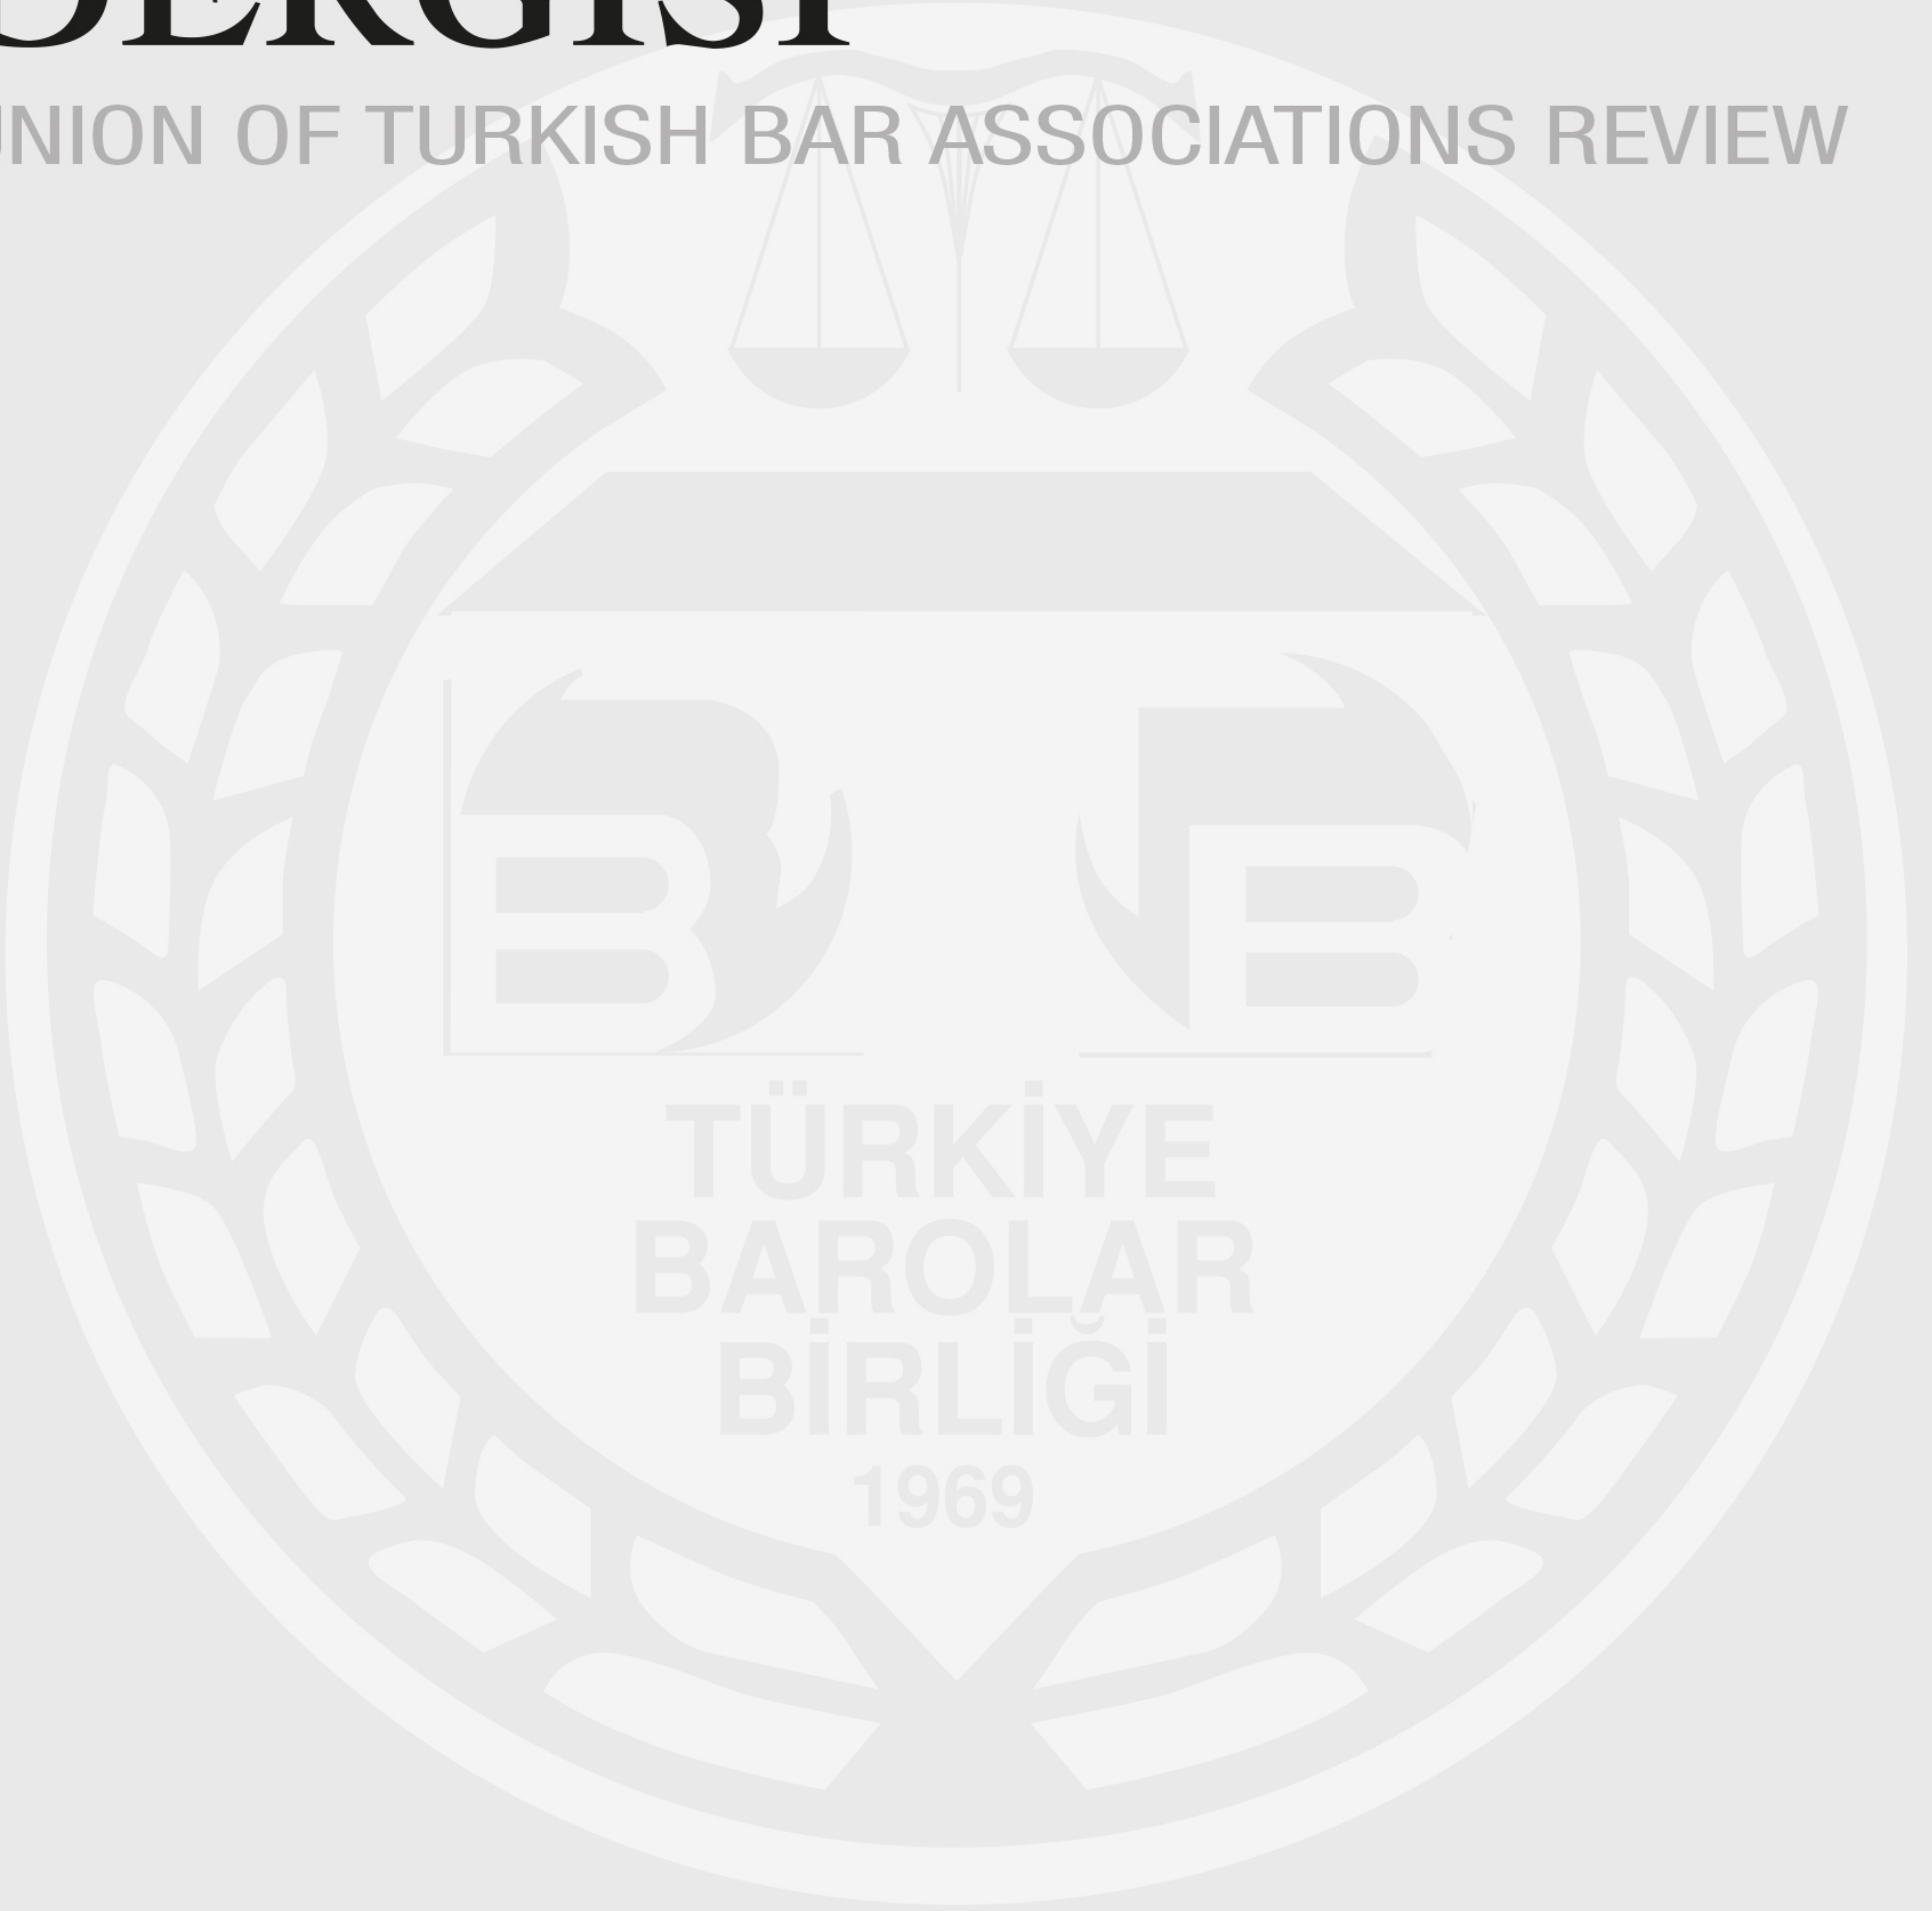 DERGİSİ
UNION OF TURKISH BAR ASSOCIATIONS REVIEW
TÜRKİYE
BAROLAR
BİRLİĞİ
1969